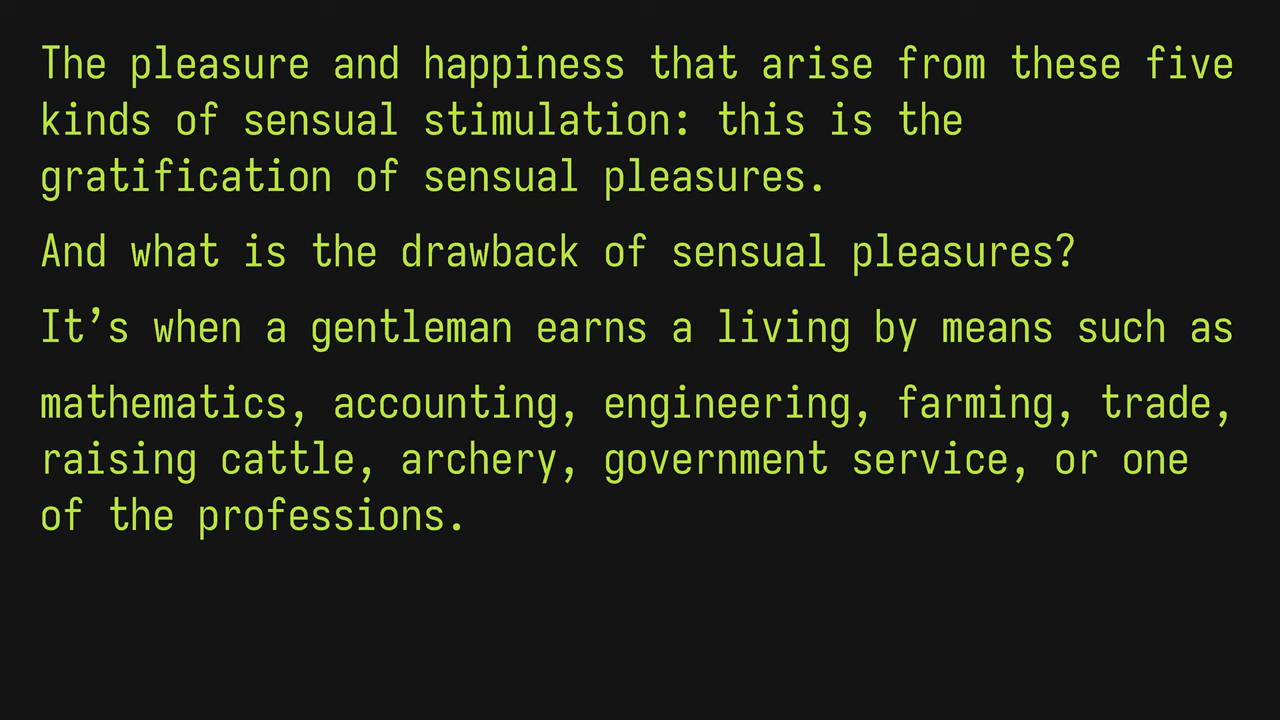 The pleasure and happiness that arise from these five
kinds of sensual stimulation: this is the
gratification of sensual pleasures.
And what is the drawback of sensual pleasures?
It’s when a gentleman earns a living by means such as
mathematics, accounting, engineering, farming, trade,
raising cattle, archery, government service, or one
of the professions.